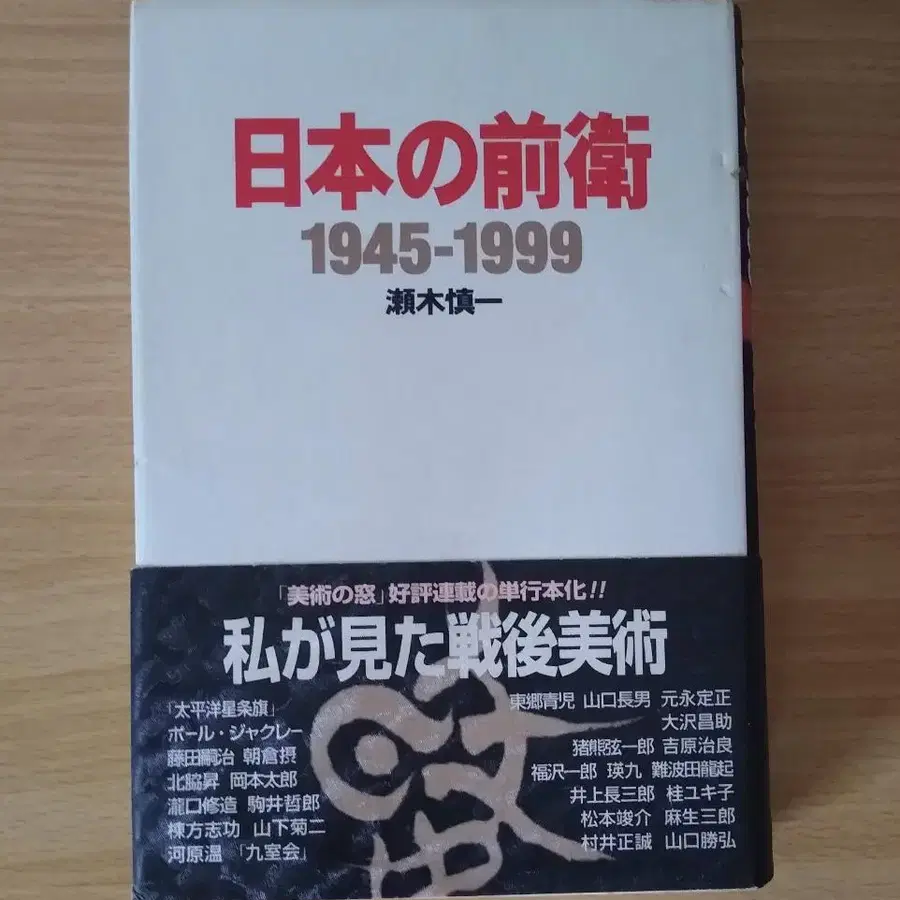 日本の前衛
1945-1999
瀬木慎一
「美術の窓」好評連載の単行本化!!
私が見た戦後美術
「太平洋星条旗」
ポール・ジャクレー
藤田嗣治 朝倉摂
北脇昇 岡本太郎
瀧口修造 駒井哲郎
棟方志功 山下菊二
河原温 「九室会」
東郷青児 山口長男 元永定正
大沢昌助
猪熊弦一郎 吉原治良
福沢一郎 瑛九 難波田龍起
井上長三郎 桂ユキ子
松本竣介 麻生三郎
村井正誠 山口勝弘